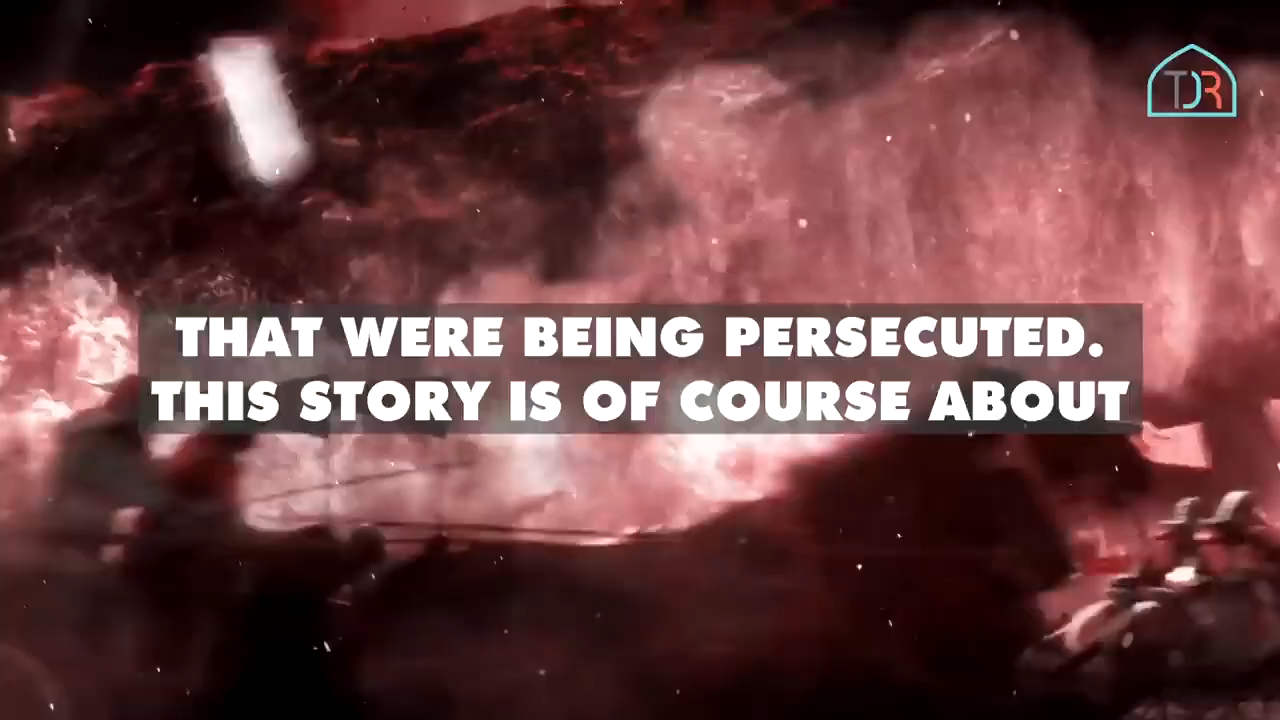 TDR
THAT WERE BEING PERSECUTED.
THIS STORY IS OF COURSE ABOUT